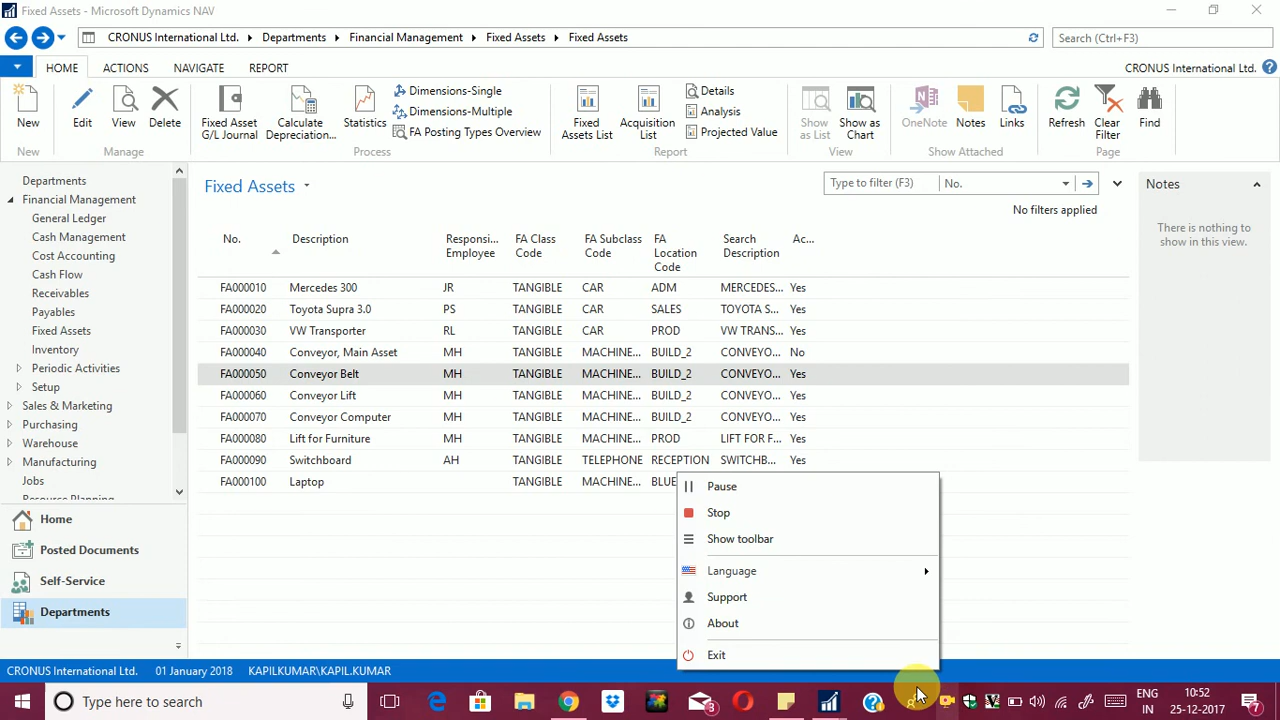 Fixed Assets - Microsoft Dynamics NAV
CRONUS International Ltd. Departments Financial Management Fixed Assets Fixed Assets Search (Ctrl+F3)
HOME ACTIONS NAVIGATE REPORT CRONUS International Ltd.
New
Edit View Delete
Fixed Asset G/L Journal
Calculate Depreciation...
Statistics
Dimensions-Single
Dimensions-Multiple
FA Posting Types Overview
Fixed Assets List
Acquisition List
Details
Analysis
Projected Value
Show as List
Show as Chart
OneNote Notes Links
Refresh Clear Filter Find
New Manage Process Report View Show Attached Page
Departments
Financial Management
General Ledger
Cash Management
Cost Accounting
Cash Flow
Receivables
Payables
Fixed Assets
Inventory
Periodic Activities
Setup
Sales & Marketing
Purchasing
Warehouse
Manufacturing
Jobs
Resource Planning
Home
Posted Documents
Self-Service
Departments
Fixed Assets
Type to filter (F3) No.
No filters applied
No. Description Responsi... Employee FA Class Code FA Subclass Code FA Location Code Search Description Ac...
FA000010 Mercedes 300 JR TANGIBLE CAR ADM MERCEDES... Yes
FA000020 Toyota Supra 3.0 PS TANGIBLE CAR SALES TOYOTA S... Yes
FA000030 VW Transporter RL TANGIBLE CAR PROD VW TRANS... Yes
FA000040 Conveyor, Main Asset MH TANGIBLE MACHINE... BUILD_2 CONVEYO... No
FA000050 Conveyor Belt MH TANGIBLE MACHINE... BUILD_2 CONVEYO... Yes
FA000060 Conveyor Lift MH TANGIBLE MACHINE... BUILD_2 CONVEYO... Yes
FA000070 Conveyor Computer MH TANGIBLE MACHINE... BUILD_2 CONVEYO... Yes
FA000080 Lift for Furniture MH TANGIBLE MACHINE... PROD LIFT FOR F... Yes
FA000090 Switchboard AH TANGIBLE TELEPHONE RECEPTION SWITCHB... Yes
FA000100 Laptop TANGIBLE MACHINE... BLUE
Notes
There is nothing to show in this view.
Pause
Stop
Show toolbar
Language
Support
About
Exit
CRONUS International Ltd. 01 January 2018 KAPILKUMAR\KAPIL.KUMAR
Type here to search
3
ENG
IN
10:52
25-12-2017
7